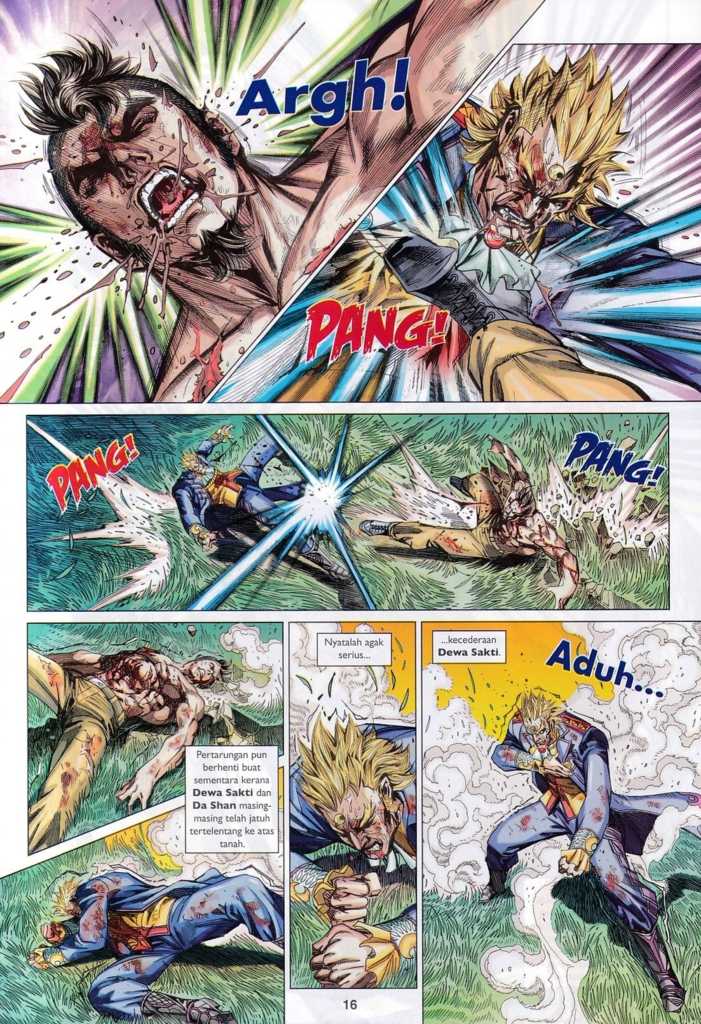 Argh!
PANG!
PANG!
PANG!
Pertarungan pun
berhenti buat
sementara kerana
Dewa Sakti dan
Da Shan masing-
masing telah jatuh
tertelentang ke atas
tanah.
Nyatalah agak
serius...
...kecederaan
Dewa Sakti.
Aduh...
16